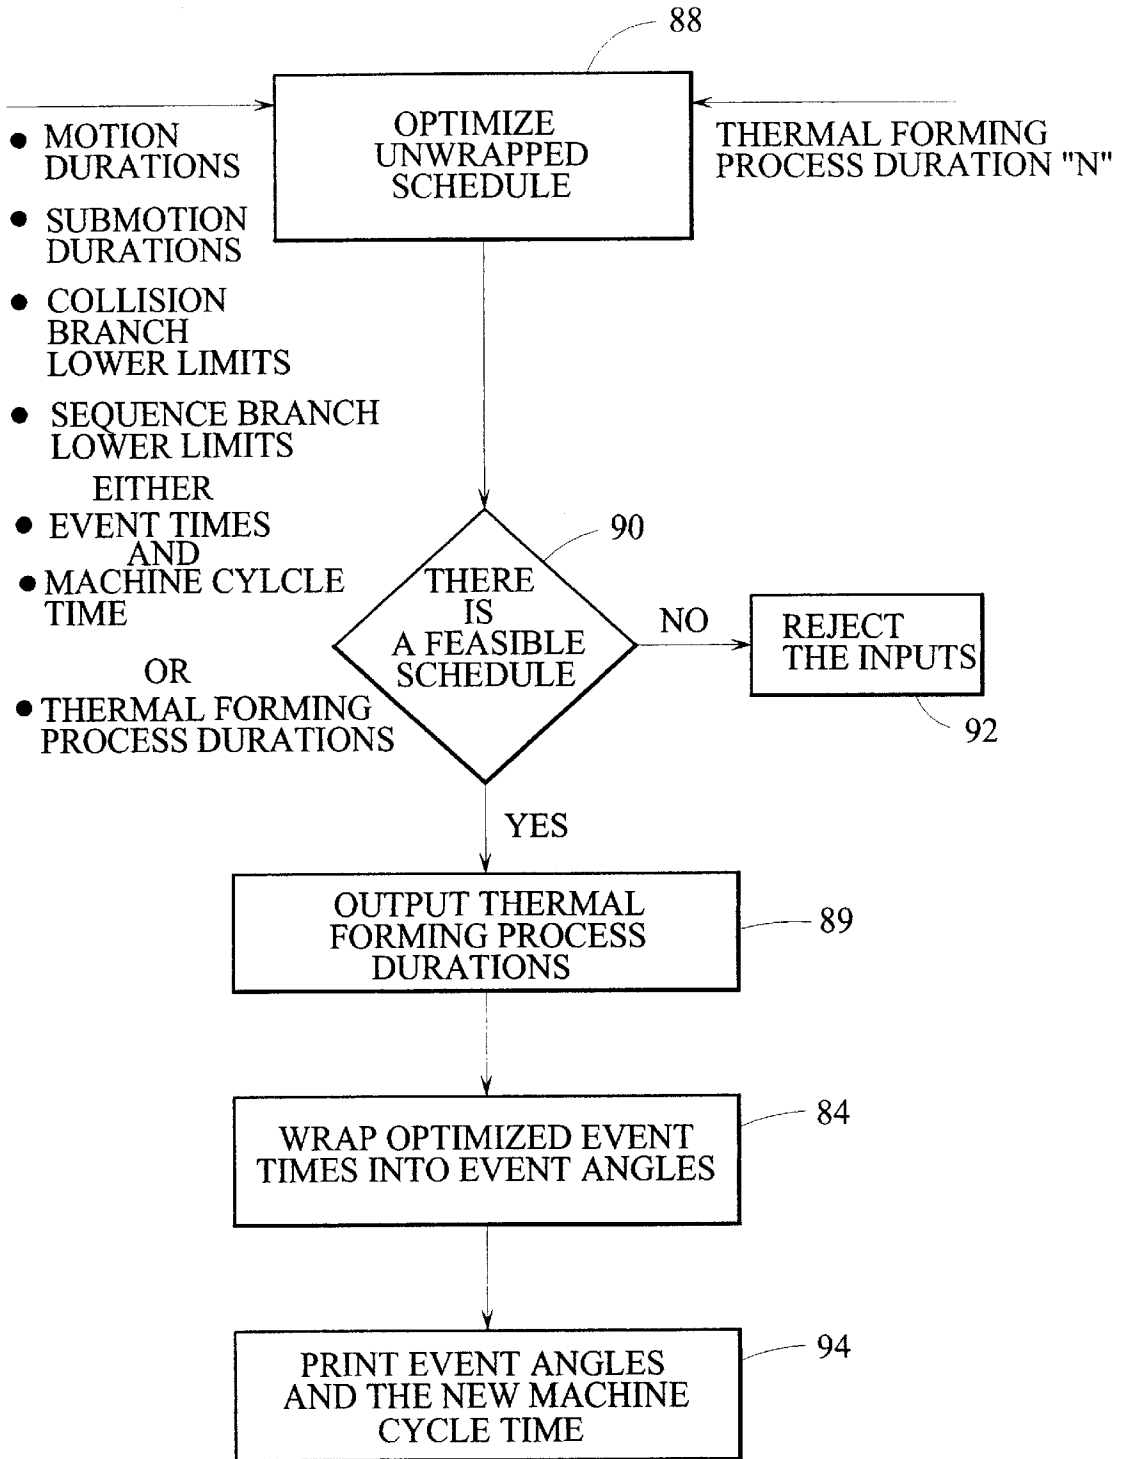 88
OPTIMIZE
UNWRAPPED
SCHEDULE
● MOTION
DURATIONS
● SUBMOTION
DURATIONS
● COLLISION
BRANCH
LOWER LIMITS
● SEQUENCE BRANCH
LOWER LIMITS
EITHER
● EVENT TIMES
AND
● MACHINE CYLCLE
TIME
OR
● THERMAL FORMING
PROCESS DURATIONS
THERMAL FORMING
PROCESS DURATION "N"
90
THERE
IS
A FEASIBLE
SCHEDULE
NO
REJECT
THE INPUTS
92
YES
OUTPUT THERMAL
FORMING PROCESS
DURATIONS
89
WRAP OPTIMIZED EVENT
TIMES INTO EVENT ANGLES
84
PRINT EVENT ANGLES
AND THE NEW MACHINE
CYCLE TIME
94